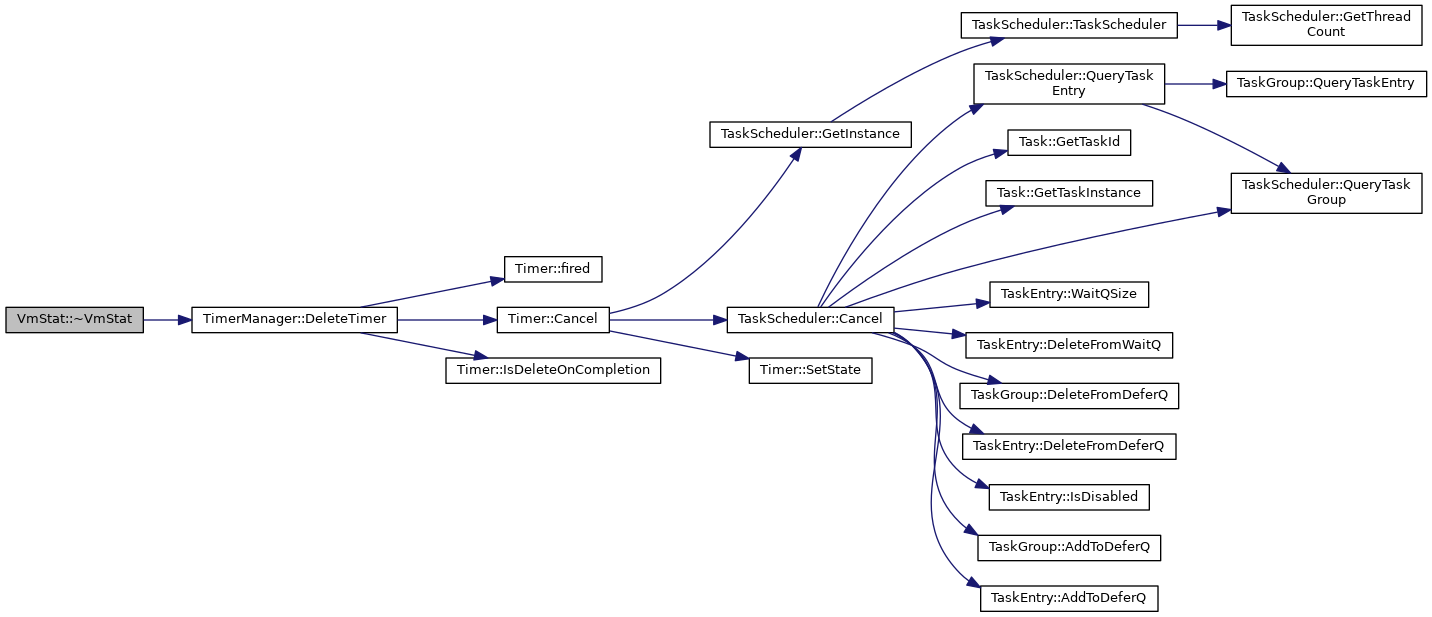 VmStat::~VmStat
TimerManager::DeleteTimer
Timer::fired
Timer::Cancel
Timer::IsDeleteOnCompletion
TaskScheduler::GetInstance
TaskScheduler::Cancel
Timer::SetState
TaskScheduler::TaskScheduler
TaskScheduler::QueryTask
Entry
Task::GetTaskId
Task::GetTaskInstance
TaskEntry::WaitQSize
TaskEntry::DeleteFromWaitQ
TaskGroup::DeleteFromDeferQ
TaskEntry::DeleteFromDeferQ
TaskEntry::IsDisabled
TaskGroup::AddToDeferQ
TaskEntry::AddToDeferQ
TaskScheduler::GetThread
Count
TaskGroup::QueryTaskEntry
TaskScheduler::QueryTask
Group